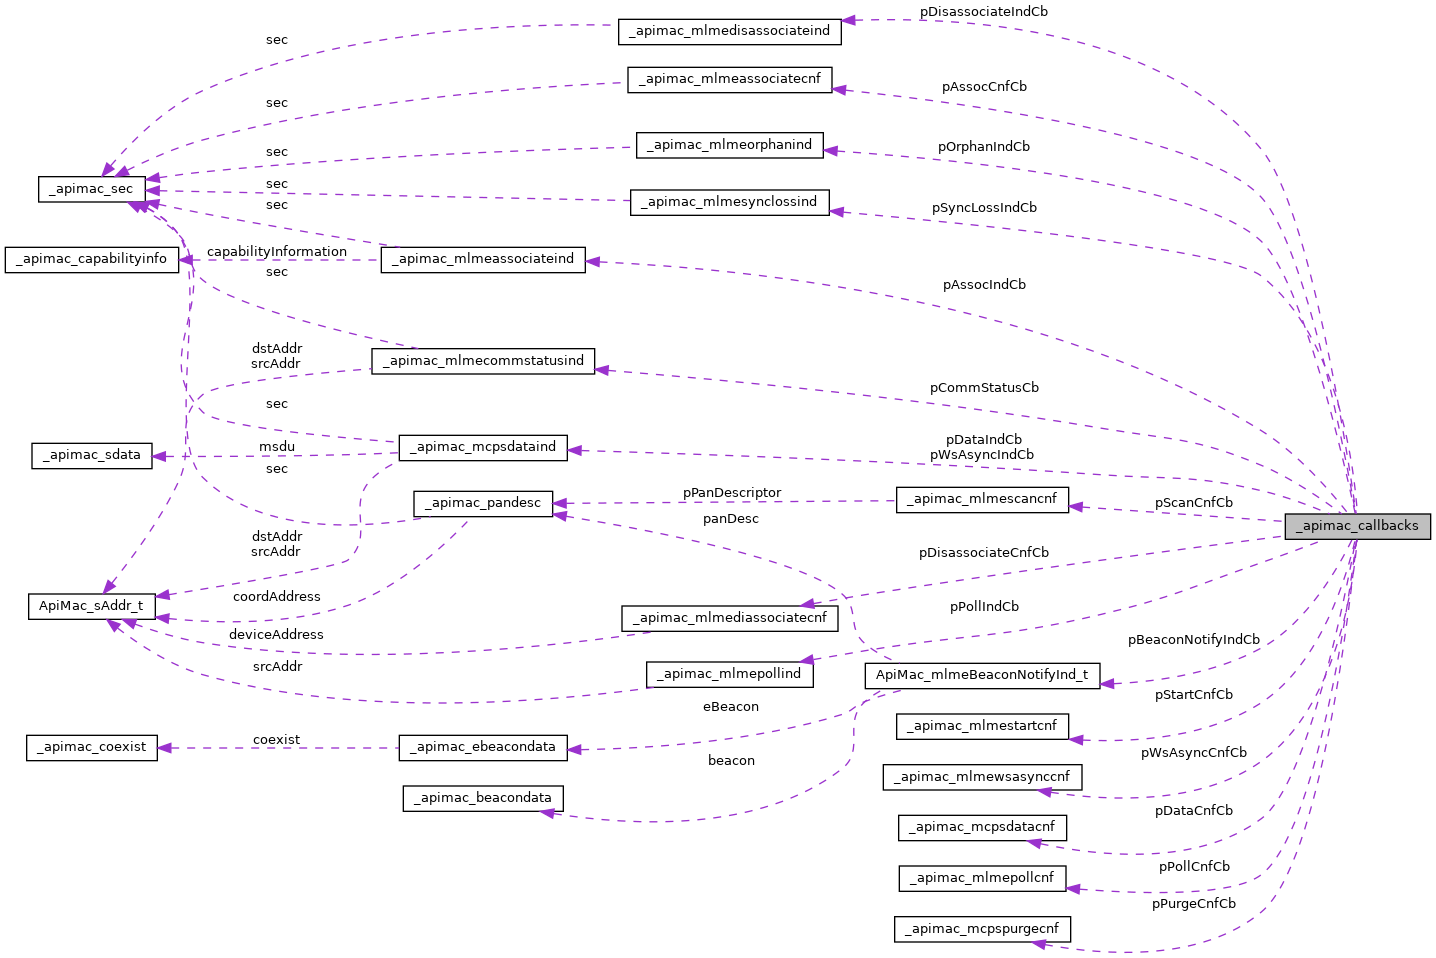 pDisassociateIndCb
_apimac_mlmedisassociateind
sec
_apimac_mlmeassociatecnf
pAssocCnfCb
sec
_apimac_mlmeorphanind
pOrphanIndCb
sec
_apimac_sec
sec
sec
_apimac_mlmesynclossind
pSyncLossIndCb
_apimac_capabilityinfo
capabilityInformation
_apimac_mlmeassociateind
sec
pAssocIndCb
dstAddr
srcAddr
_apimac_mlmecommstatusind
pCommStatusCb
sec
_apimac_sdata
msdu
_apimac_mcpsdataind
pDataIndCb
pWsAsyncIndCb
sec
_apimac_pandesc
pPanDescriptor
_apimac_mlmescancnf
pScanCnfCb
panDesc
_apimac_callbacks
dstAddr
srcAddr
pDisassociateCnfCb
ApiMac_sAddr_t
coordAddress
_apimac_mlmediassociatecnf
pPollIndCb
deviceAddress
pBeaconNotifyIndCb
srcAddr
_apimac_mlmepollind
ApiMac_mlmeBeaconNotifyInd_t
pStartCnfCb
eBeacon
_apimac_mlmestartcnf
_apimac_coexist
coexist
_apimac_ebeacondata
pWsAsyncCnfCb
beacon
_apimac_mlmewsasynccnf
_apimac_beacondata
pDataCnfCb
_apimac_mcpsdatacnf
pPollCnfCb
_apimac_mlmepollcnf
pPurgeCnfCb
_apimac_mcpspurgecnf